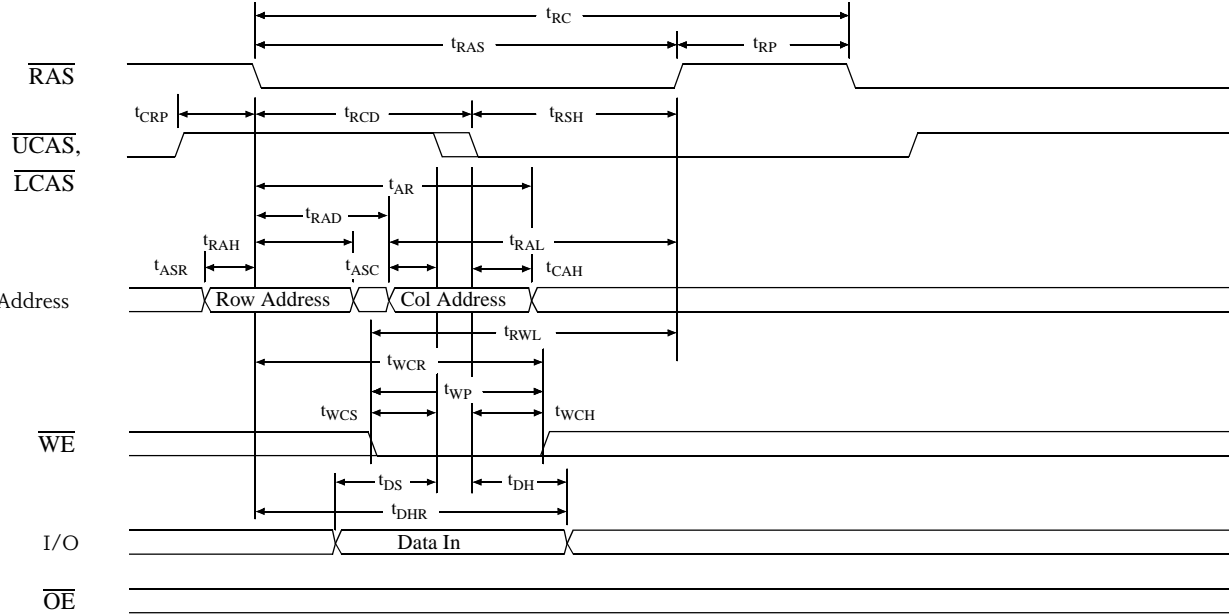 tRC
tRAS tRP
RAS
tCRP tRCD tRSH
UCAS,
LCAS
tAR
tRAD
tRAH tRAL
tASR tASC tCAH
Address Row Address Col Address
tRWL
tWCR
tWP
tWCS tWCH
WE
tDS tDH
tDHR
I/O Data In
OE